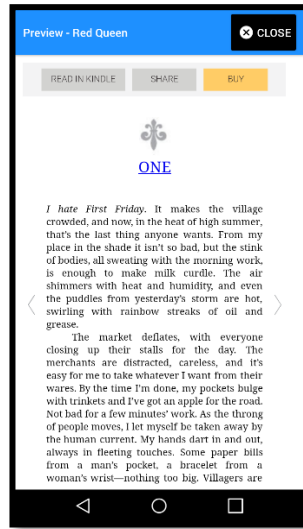 Preview - Red Queen
CLOSE
READ IN KINDLE
SHARE
BUY
ONE
I hate First Friday. It makes the village
crowded, and now, in the heat of high summer,
that's the last thing anyone wants. From my
place in the shade it isn't so bad, but the stink
of bodies, all sweating with the morning work,
is enough to make milk curdle. The air
shimmers with heat and humidity, and even
the puddles from yesterday's storm are hot,
swirling with rainbow streaks of oil and
grease.
The market deflates, with everyone
closing up their stalls for the day. The
merchants are distracted, careless, and it's
easy for me to take whatever I want from their
wares. By the time I'm done, my pockets bulge
with trinkets and I've got an apple for the road.
Not bad for a few minutes' work. As the throng
of people moves, I let myself be taken away by
the human current. My hands dart in and out,
always in fleeting touches. Some paper bills
from a man's pocket, a bracelet from a
woman's wrist—nothing too big. Villagers are